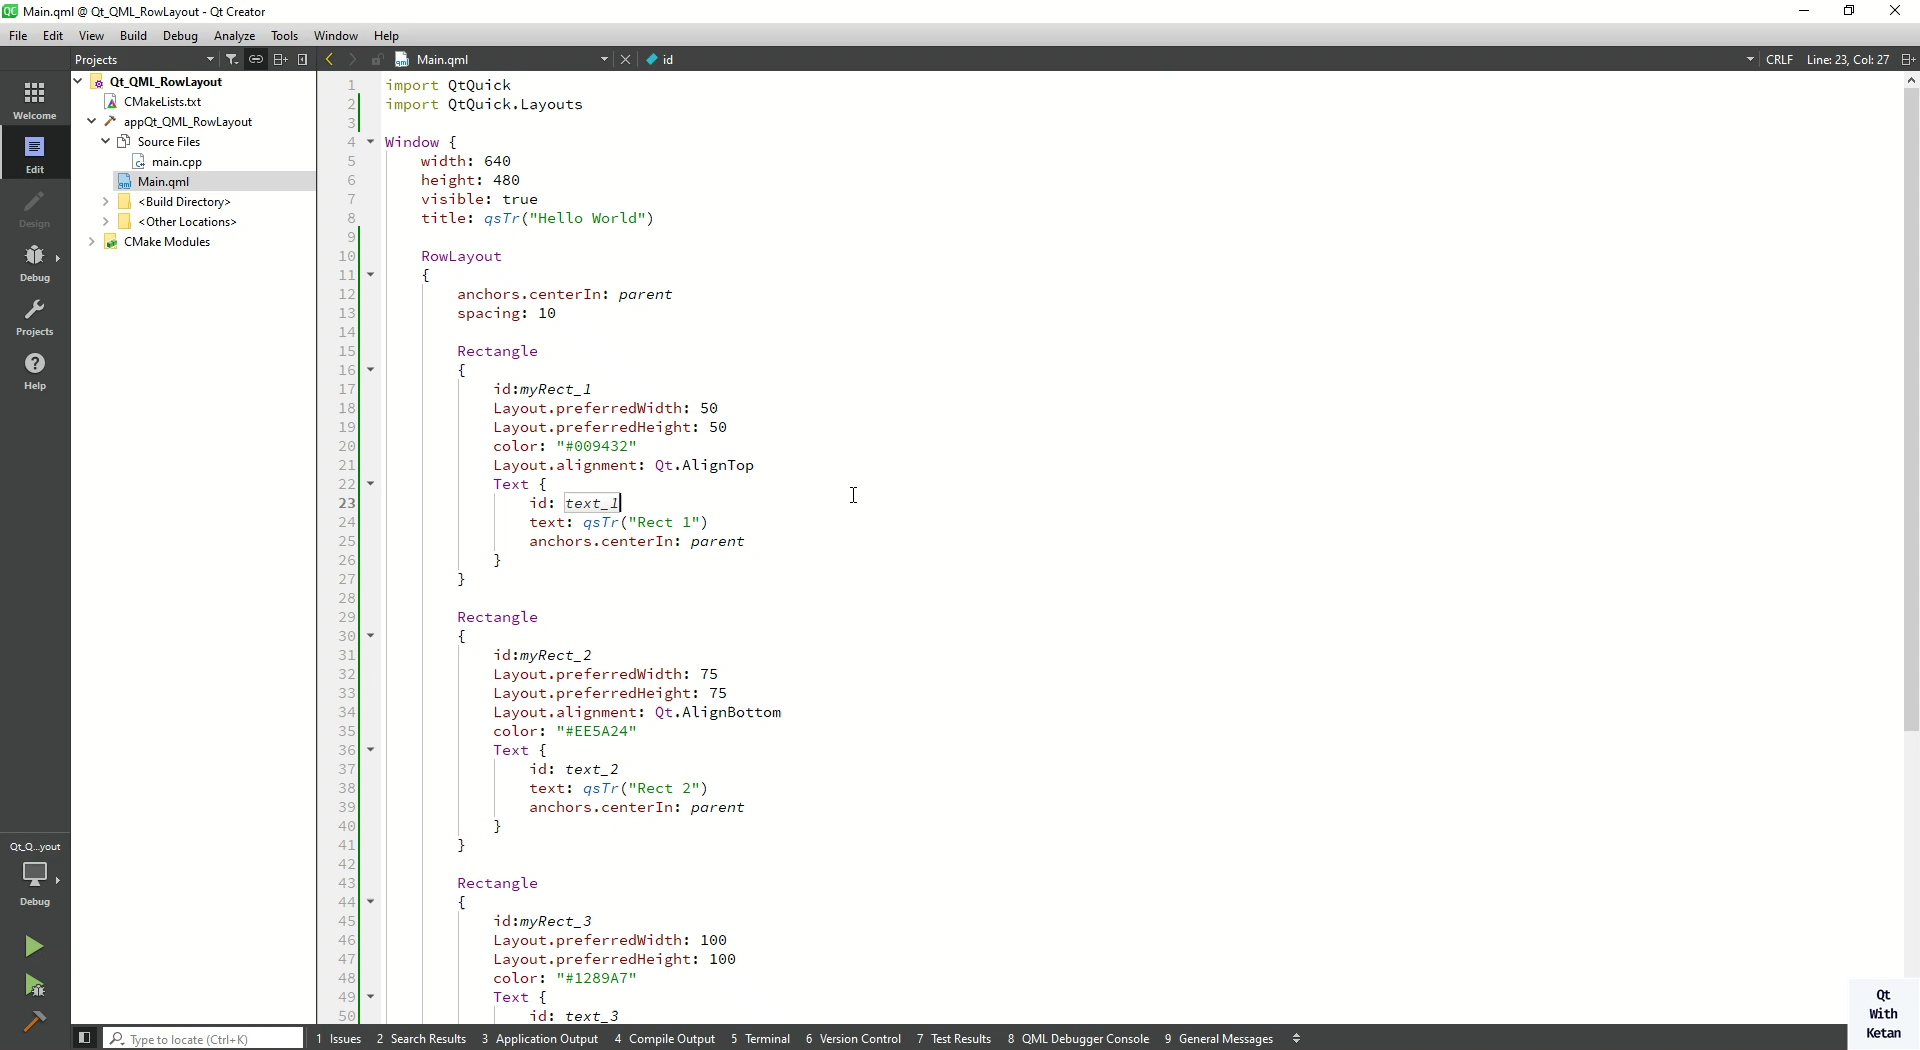 Main.qml @ Qt_QML_RowLayout - Qt Creator
File Edit View Build Debug Analyze Tools Window Help
Projects Main.qml id CRLF Line: 23, Col: 27
Welcome
Edit
Design
Debug
Projects
Help
Qt_Q...yout
Debug
Qt_QML_RowLayout
CMakeLists.txt
appQt_QML_RowLayout
Source Files
main.cpp
Main.qml
<Build Directory>
<Other Locations>
CMake Modules
1 import QtQuick
2 import QtQuick.Layouts
3
4 Window {
5 width: 640
6 height: 480
7 visible: true
8 title: qsTr("Hello World")
9
10 RowLayout
11 {
12 anchors.centerIn: parent
13 spacing: 10
14
15 Rectangle
16 {
17 id:myRect_1
18 Layout.preferredWidth: 50
19 Layout.preferredHeight: 50
20 color: "#009432"
21 Layout.alignment: Qt.AlignTop
22 Text {
23 id: text_1
24 text: qsTr("Rect 1")
25 anchors.centerIn: parent
26 }
27 }
28
29 Rectangle
30 {
31 id:myRect_2
32 Layout.preferredWidth: 75
33 Layout.preferredHeight: 75
34 Layout.alignment: Qt.AlignBottom
35 color: "#EE5A24"
36 Text {
37 id: text_2
38 text: qsTr("Rect 2")
39 anchors.centerIn: parent
40 }
41 }
42
43 Rectangle
44 {
45 id:myRect_3
46 Layout.preferredWidth: 100
47 Layout.preferredHeight: 100
48 color: "#1289A7"
49 Text {
50 id: text_3
Qt
With
Ketan
Type to locate (Ctrl+K) 1 Issues 2 Search Results 3 Application Output 4 Compile Output 5 Terminal 6 Version Control 7 Test Results 8 QML Debugger Console 9 General Messages